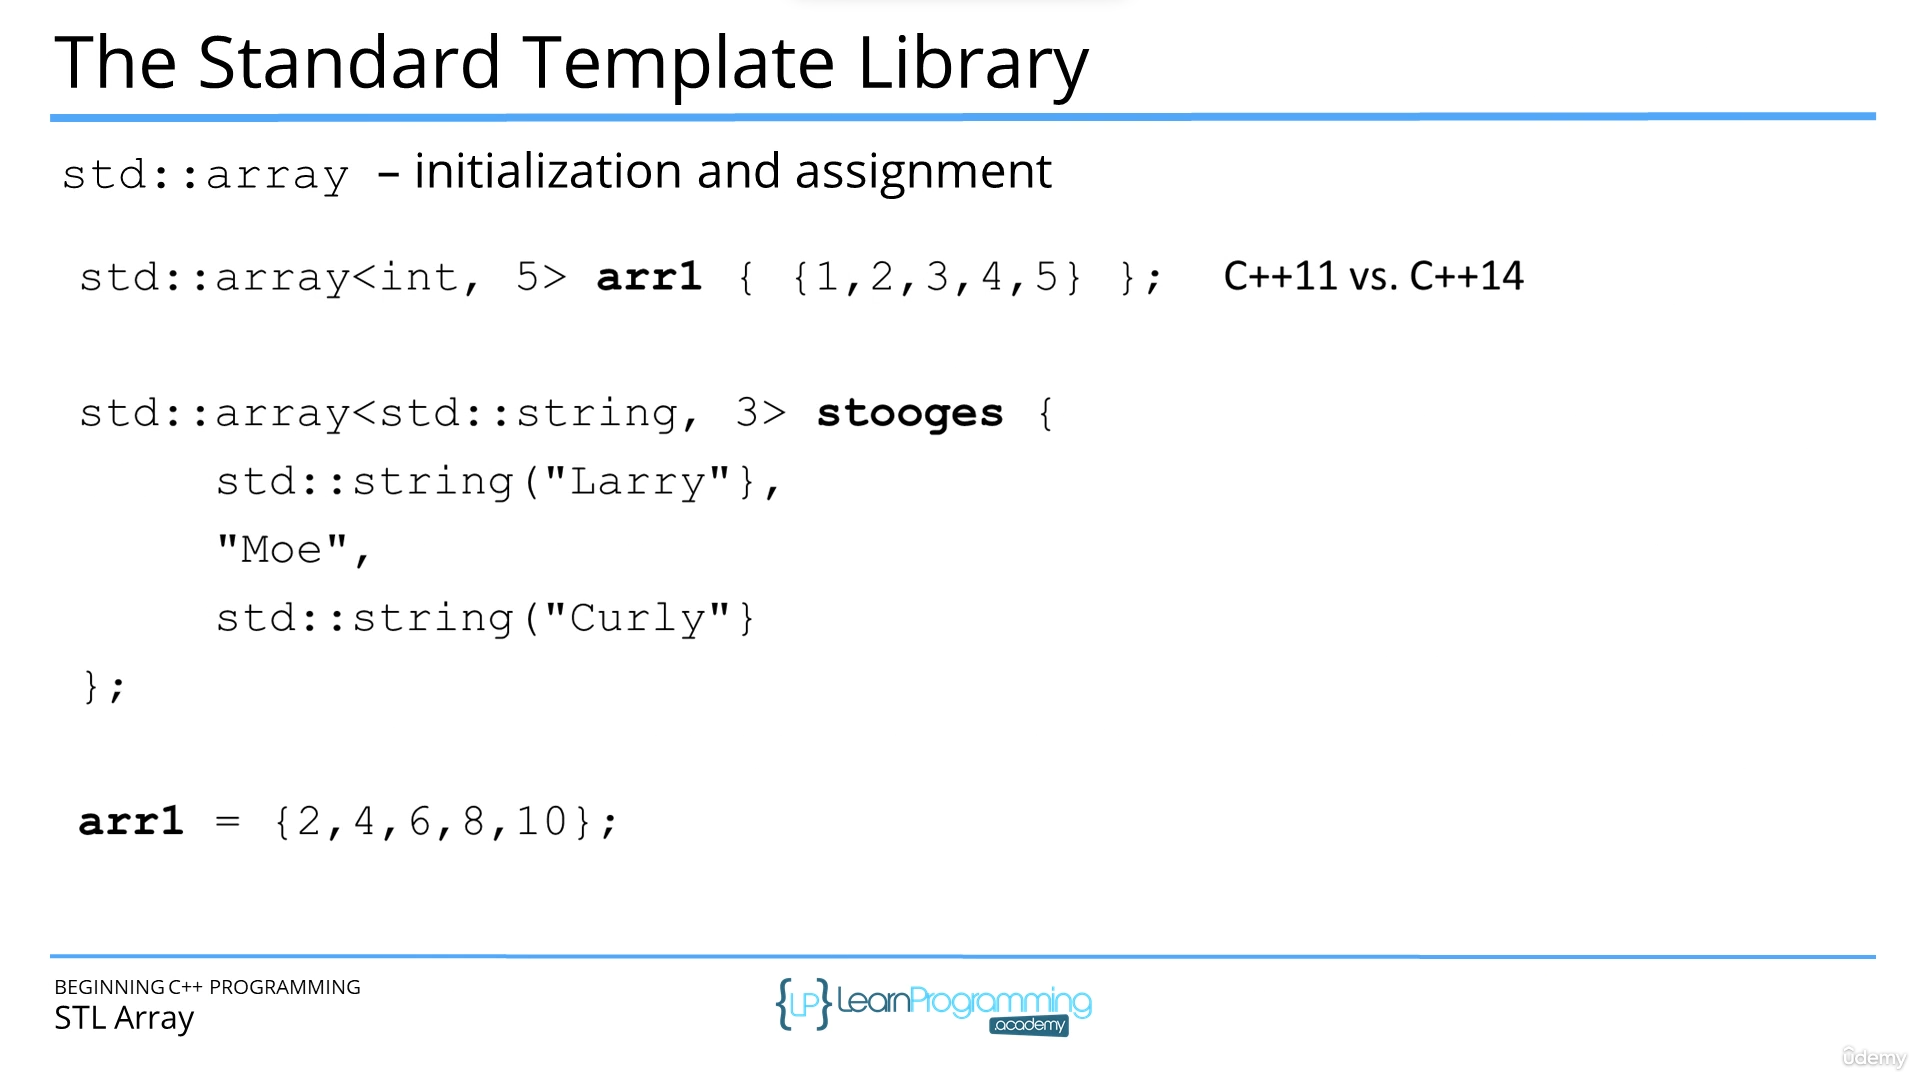 The Standard Template Library
std::array – initialization and assignment
std::array<int, 5> arr1 { {1,2,3,4,5} }; C++11 vs. C++14
std::array<std::string, 3> stooges {
std::string("Larry"},
"Moe",
std::string("Curly"}
};
arr1 = {2,4,6,8,10};
BEGINNING C++ PROGRAMMING
STL Array
{LP} LearnProgramming
.academy
ûdemy